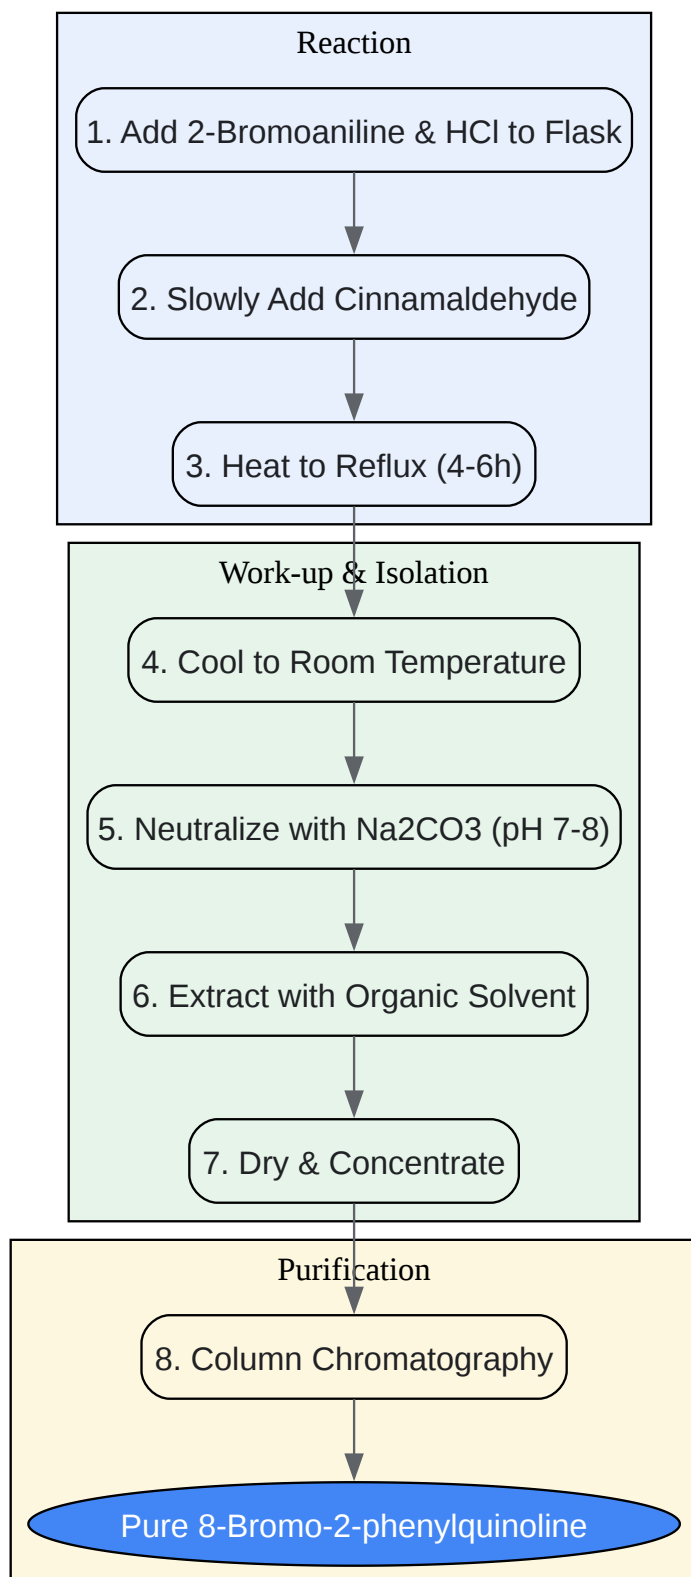 Reaction
1. Add 2-Bromoaniline & HCl to Flask
2. Slowly Add Cinnamaldehyde
3. Heat to Reflux (4-6h)
Work-up & Isolation
4. Cool to Room Temperature
5. Neutralize with Na2CO3 (pH 7-8)
6. Extract with Organic Solvent
7. Dry & Concentrate
Purification
8. Column Chromatography
Pure 8-Bromo-2-phenylquinoline